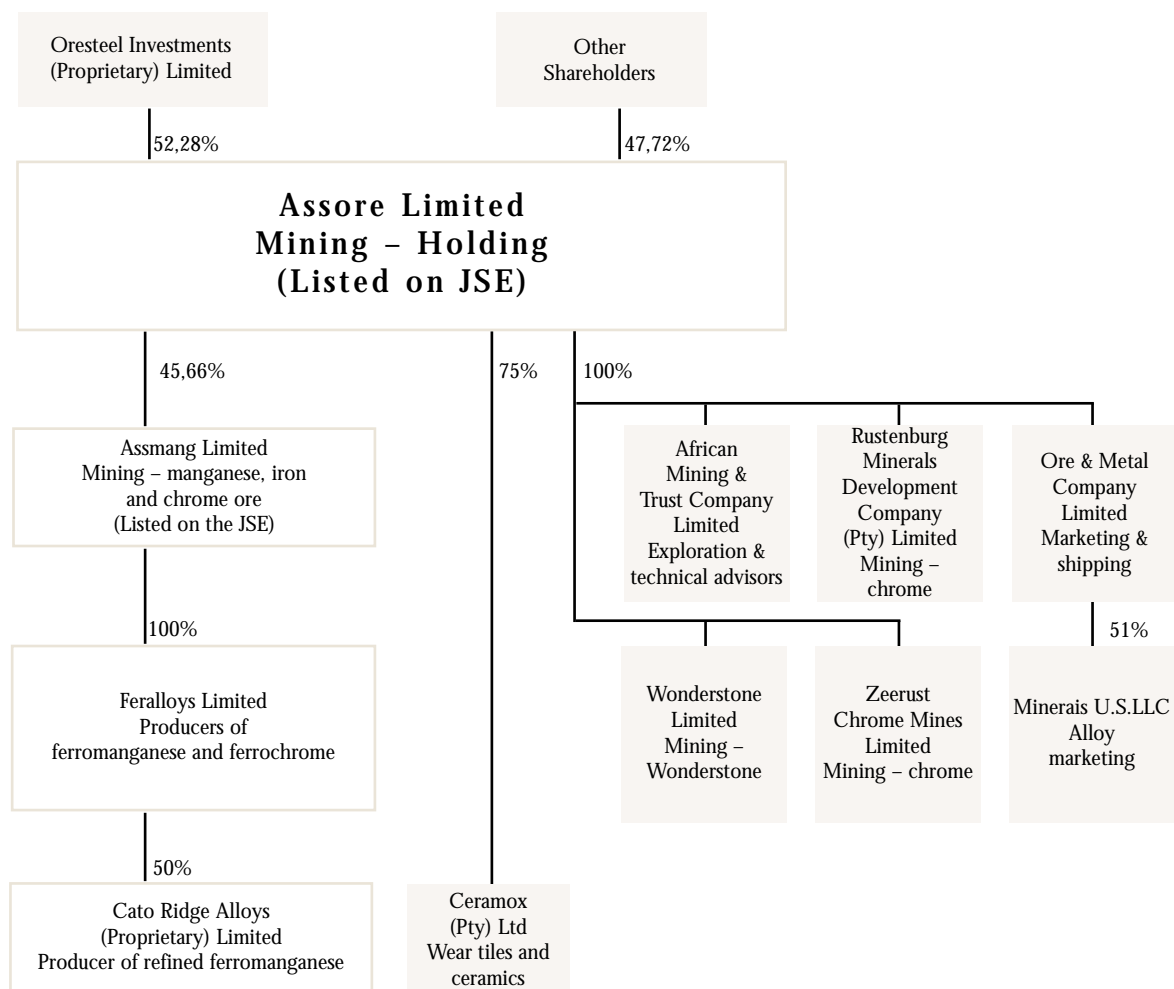 Oresteel Investments
(Proprietary) Limited
Other
Shareholders
52,28%
47,72%
Assore Limited
Mining – Holding
(Listed on JSE)
45,66%
75%
100%
Assmang Limited
Mining – manganese, iron
and chrome ore
(Listed on the JSE)
African
Mining &
Trust Company
Limited
Exploration &
technical advisors
Rustenburg
Minerals
Development
Company
(Pty) Limited
Mining –
chrome
Ore & Metal
Company
Limited
Marketing &
shipping
100%
51%
Feralloys Limited
Producers of
ferromanganese and ferrochrome
Wonderstone
Limited
Mining –
Wonderstone
Zeerust
Chrome Mines
Limited
Mining – chrome
Minerais U.S.LLC
Alloy
marketing
50%
Cato Ridge Alloys
(Proprietary) Limited
Producer of refined ferromanganese
Ceramox
(Pty) Ltd
Wear tiles and
ceramics